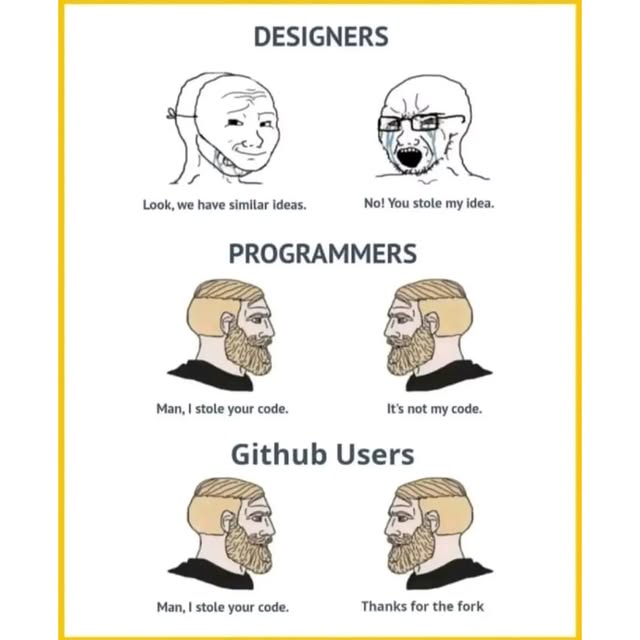 DESIGNERS
Look, we have similar ideas.
No! You stole my idea.
PROGRAMMERS
Man, I stole your code.
It's not my code.
Github Users
Man, I stole your code.
Thanks for the fork